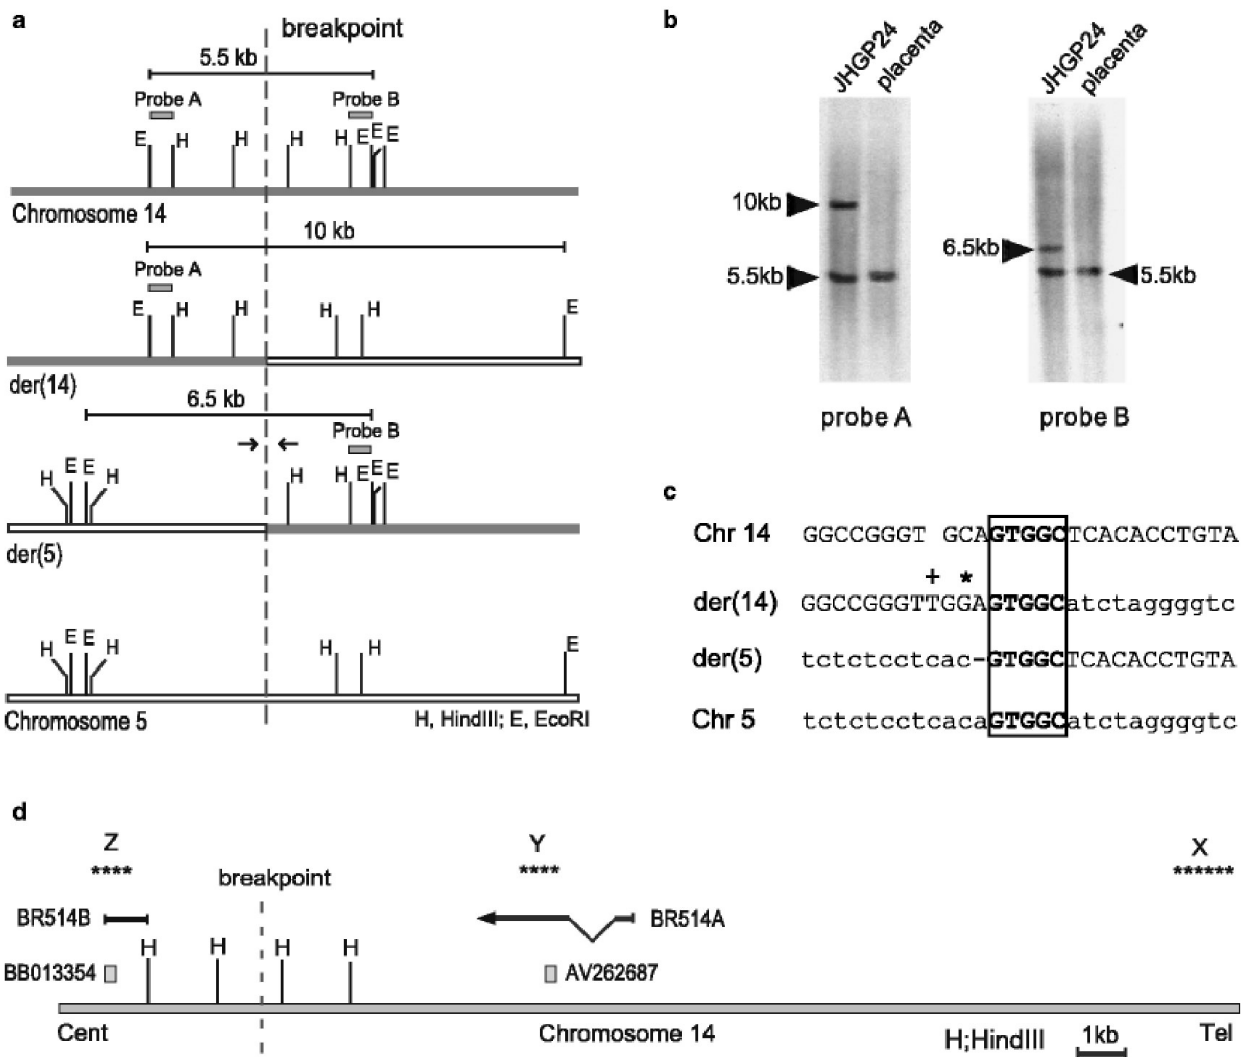 a
breakpoint
5.5 kb
Probe A
Probe B
E H H H H E E E
Chromosome 14
10 kb
Probe A
E H H H H E
der(14)
6.5 kb
Probe B
H E E H H H E E E
der(5)
H E E H H H E
Chromosome 5
H, HindIII; E, EcoRI
b
JHGP24 placenta
10kb
5.5kb
probe A
JHGP24 placenta
6.5kb
5.5kb
probe B
c
Chr 14 GGCCGGGT GCAGTGGCTCACACCTGTA
+ *
der(14) GGCCGGGTTGGAGTGGCatctaggggtc
der(5) tctctcctcac-GTGGCTCACACCTGTA
Chr 5 tctctcctcacaGTGGCatctaggggtc
d
Z Y X
**** **** ******
breakpoint
BR514B BR514A
H H H H
BB013354 AV262687
Cent Chromosome 14 H;HindIII 1kb Tel